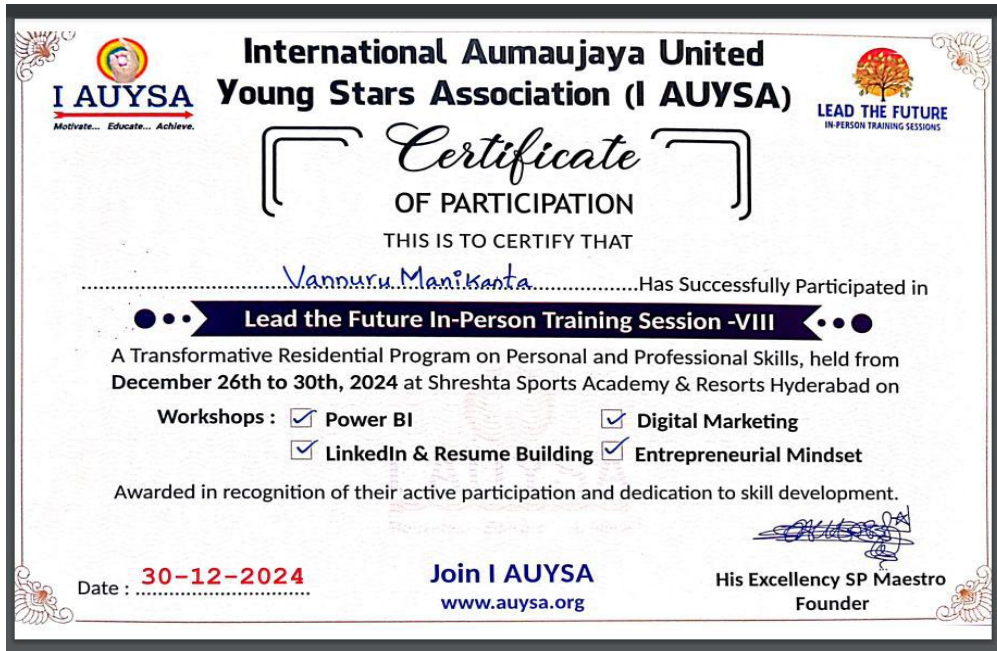 International Aumaujaya United
Young Stars Association (I AUYSA)
I AUYSA
Motivate... Educate... Achieve.
LEAD THE FUTURE
IN-PERSON TRAINING SESSIONS
Certificate
OF PARTICIPATION
THIS IS TO CERTIFY THAT
Vannuru Manikanta Has Successfully Participated in
Lead the Future In-Person Training Session -VIII
A Transformative Residential Program on Personal and Professional Skills, held from
December 26th to 30th, 2024 at Shreshta Sports Academy & Resorts Hyderabad on
Workshops : Power BI Digital Marketing
LinkedIn & Resume Building Entrepreneurial Mindset
Awarded in recognition of their active participation and dedication to skill development.
Date : 30-12-2024
Join I AUYSA
www.auysa.org
His Excellency SP Maestro
Founder